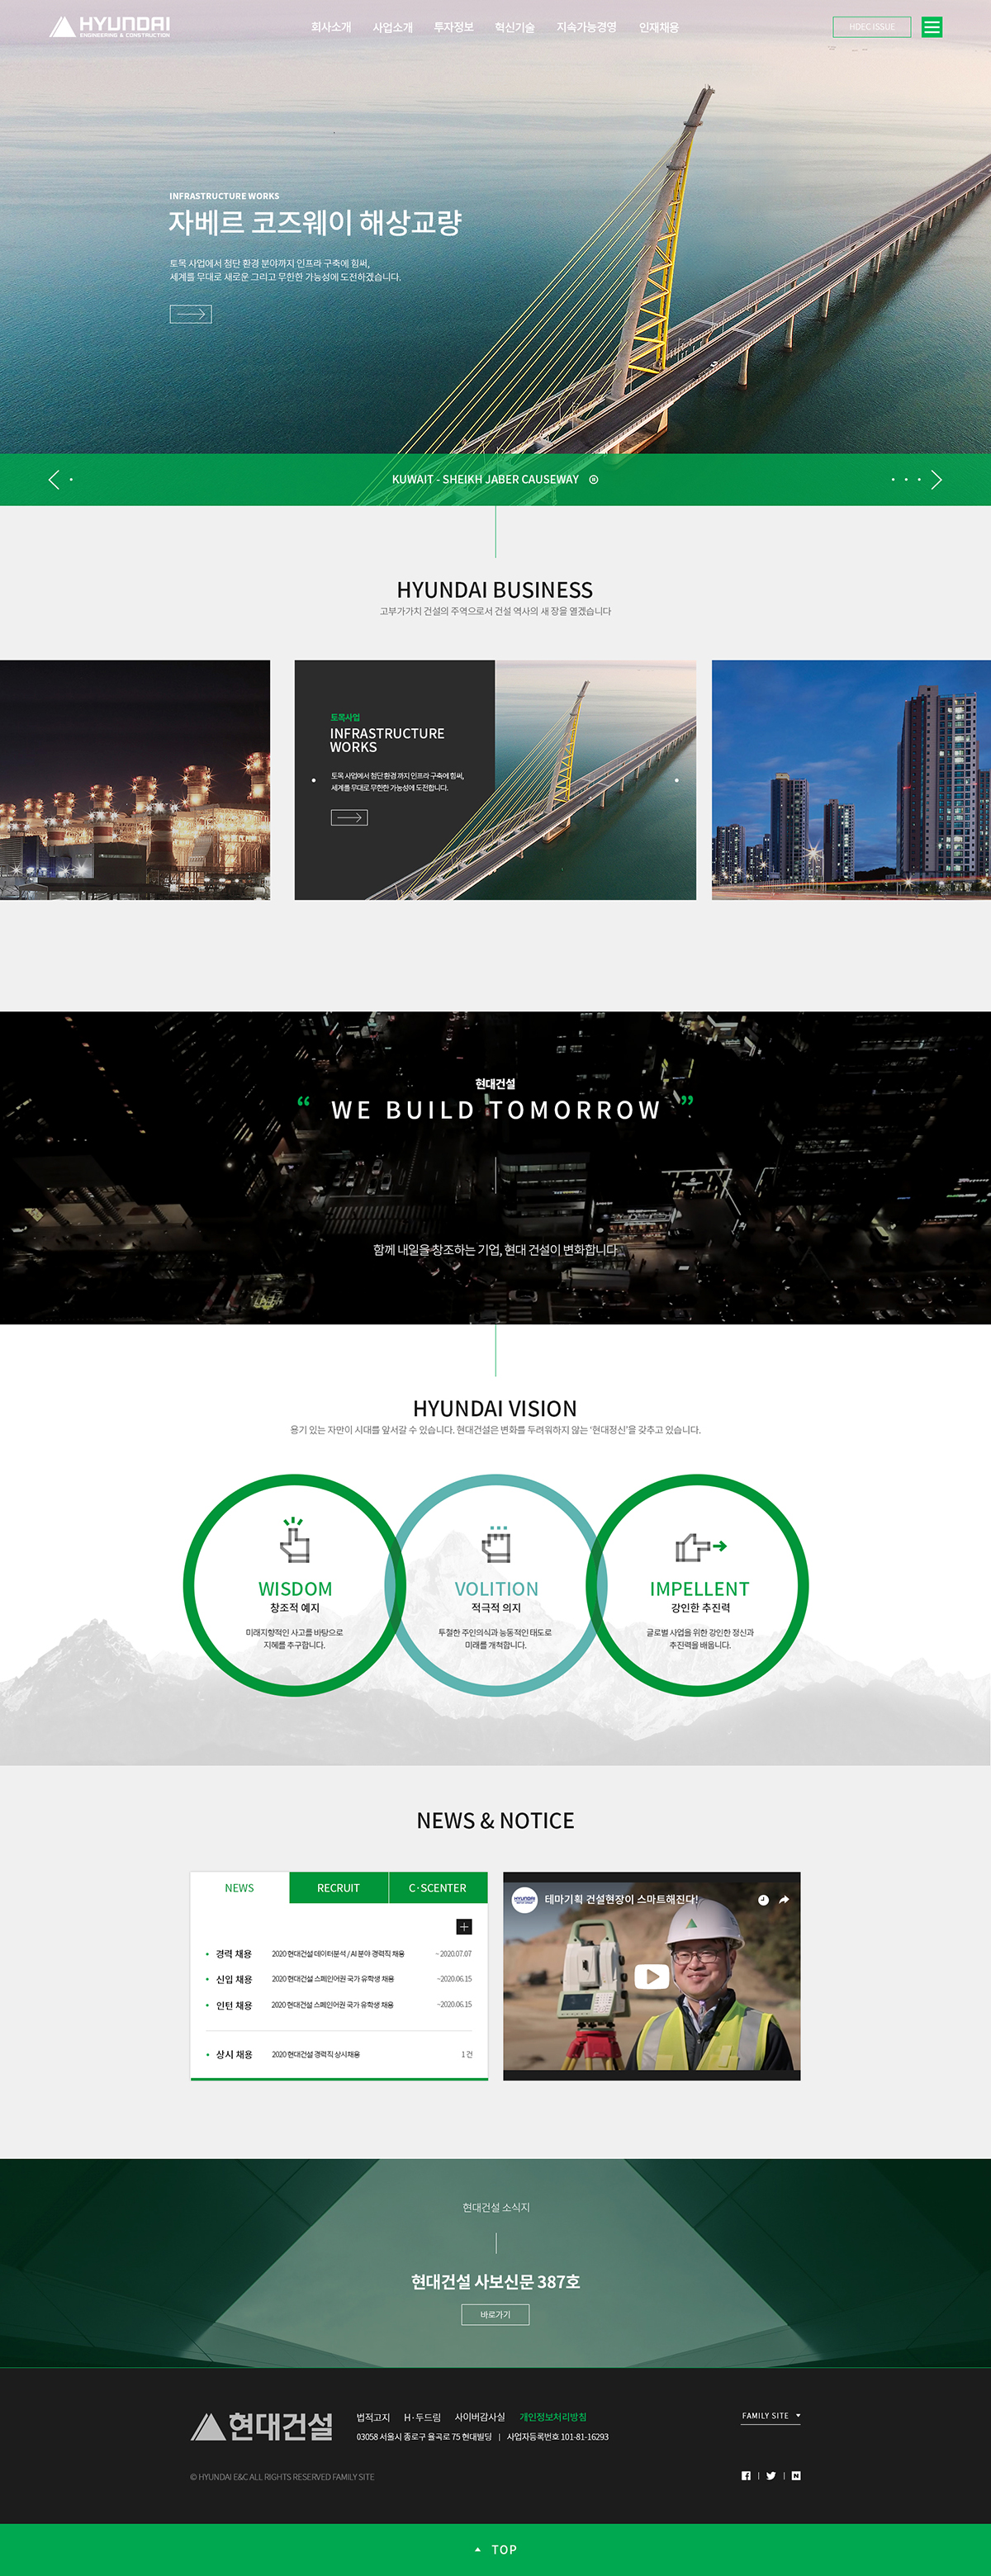 HYUNDAI
ENGINEERING & CONSTRUCTION
회사소개 사업소개 투자정보 혁신기술 지속가능경영 인재채용
HDEC ISSUE
INFRASTRUCTURE WORKS
자베르 코즈웨이 해상교량
토목 사업에서 첨단 환경 분야까지 인프라 구축에 힘써,
세계를 무대로 새로운 그리고 무한한 가능성에 도전하겠습니다.
KUWAIT - SHEIKH JABER CAUSEWAY
HYUNDAI BUSINESS
고부가가치 건설의 주역으로서 건설 역사의 새 장을 열겠습니다
토목사업
INFRASTRUCTURE
WORKS
토목 사업에서 첨단 환경 까지 인프라 구축에 힘써,
세계를 무대로 무한한 가능성에 도전합니다.
현대건설
“ WE BUILD TOMORROW ”
함께 내일을 창조하는 기업, 현대 건설이 변화합니다
HYUNDAI VISION
용기 있는 자만이 시대를 앞서갈 수 있습니다. 현대건설은 변화를 두려워하지 않는 ‘현대정신’을 갖추고 있습니다.
WISDOM
창조적 예지
미래지향적인 사고를 바탕으로
지혜를 추구합니다.
VOLITION
적극적 의지
투철한 주인의식과 능동적인 태도로
미래를 개척합니다.
IMPELLENT
강인한 추진력
글로벌 사업을 위한 강인한 정신과
추진력을 배웁니다.
NEWS & NOTICE
NEWS RECRUIT C·SCENTER
경력 채용 2020 현대건설 데이터분석 / AI 분야 경력직 채용 ~ 2020.07.07
신입 채용 2020 현대건설 스페인어권 국가 유학생 채용 ~2020.06.15
인턴 채용 2020 현대건설 스페인어권 국가 유학생 채용 ~2020.06.15
상시 채용 2020 현대건설 경력직 상시채용 1 건
HYUNDAI
테마기획 건설현장이 스마트해진다!
현대건설 소식지
현대건설 사보신문 387호
바로가기
현대건설
법적고지 H·두드림 사이버감사실 개인정보처리방침
03058 서울시 종로구 율곡로 75 현대빌딩 | 사업자등록번호 101-81-16293
FAMILY SITE
© HYUNDAI E&C ALL RIGHTS RESERVED FAMILY SITE
TOP